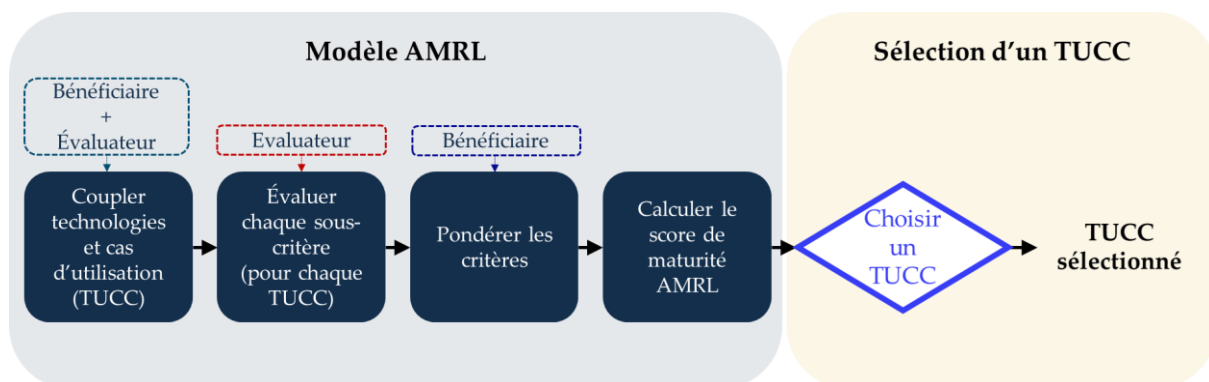 Modèle AMRL
Sélection d'un TUCC
Bénéficiaire
+
Évaluateur
Evaluateur
Bénéficiaire
Coupler
technologies
et cas
d'utilisation
(TUCC)
Évaluer
chaque sous-
critère
(pour chaque
TUCC)
Pondérer les
critères
Calculer le
score de
maturité
AMRL
Choisir
un
TUCC
TUCC
sélectionné